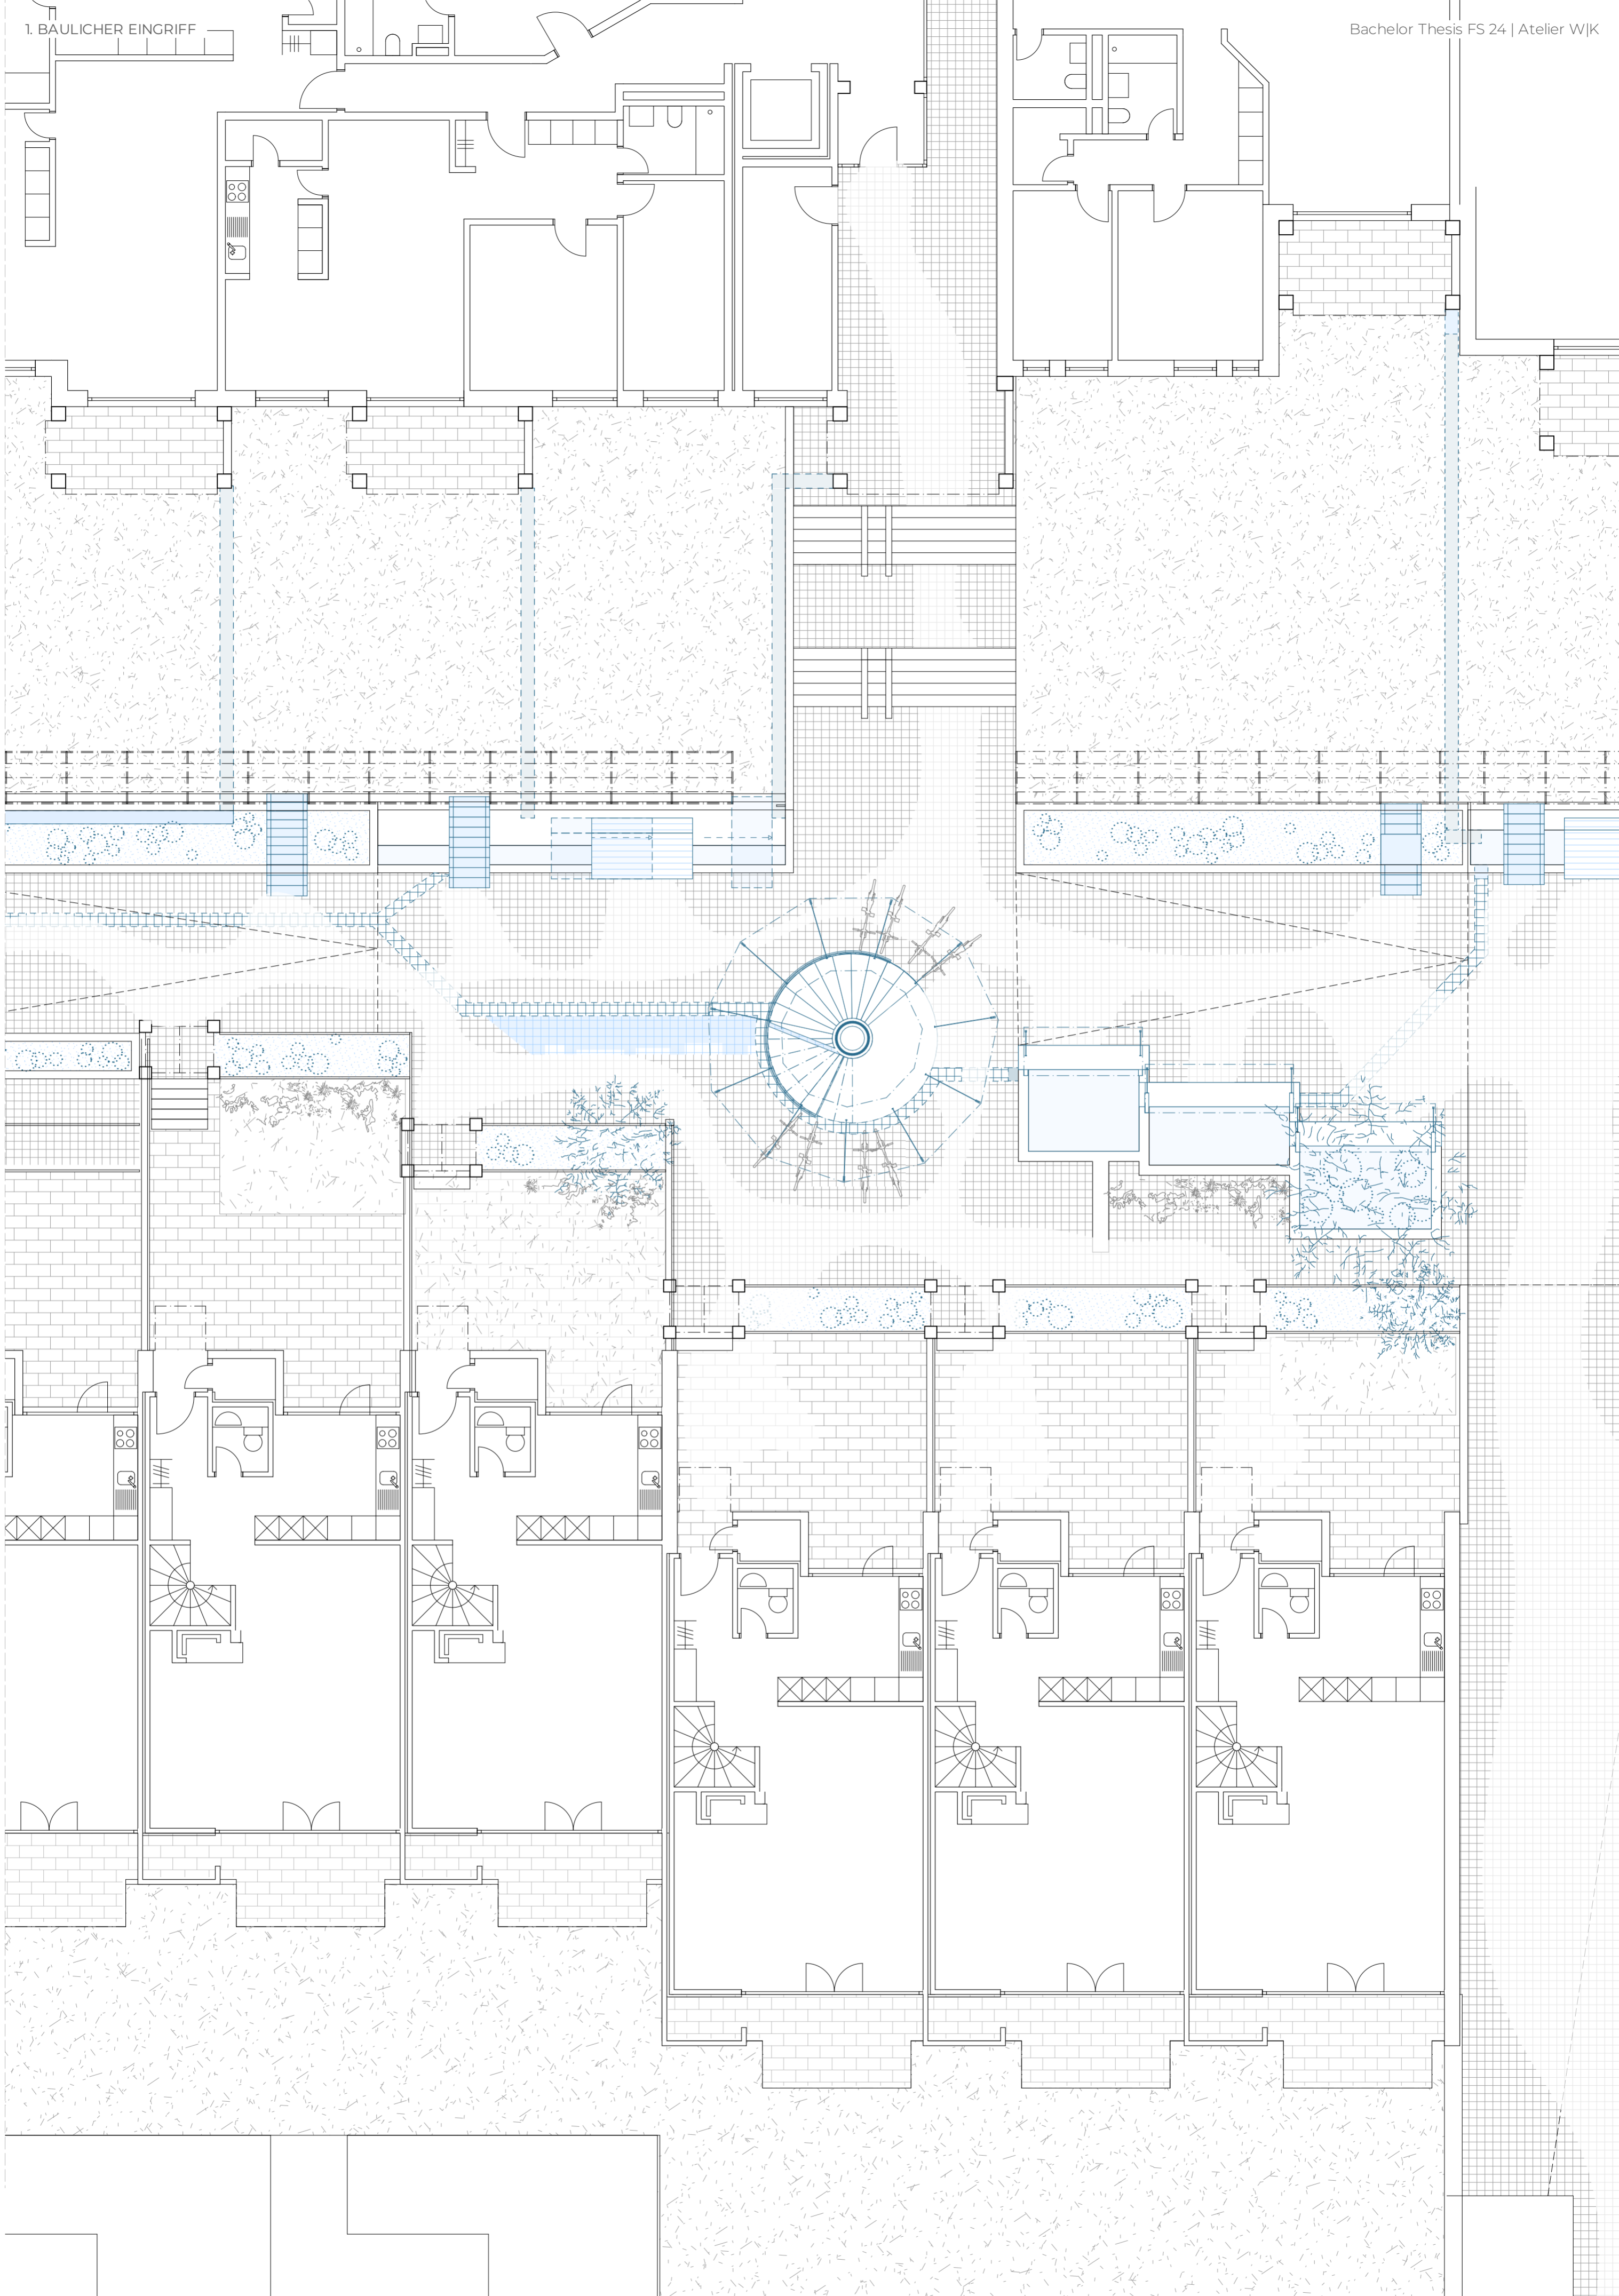 1. BAULICHER EINGRIFF
Bachelor Thesis FS 24 | Atelier W|K